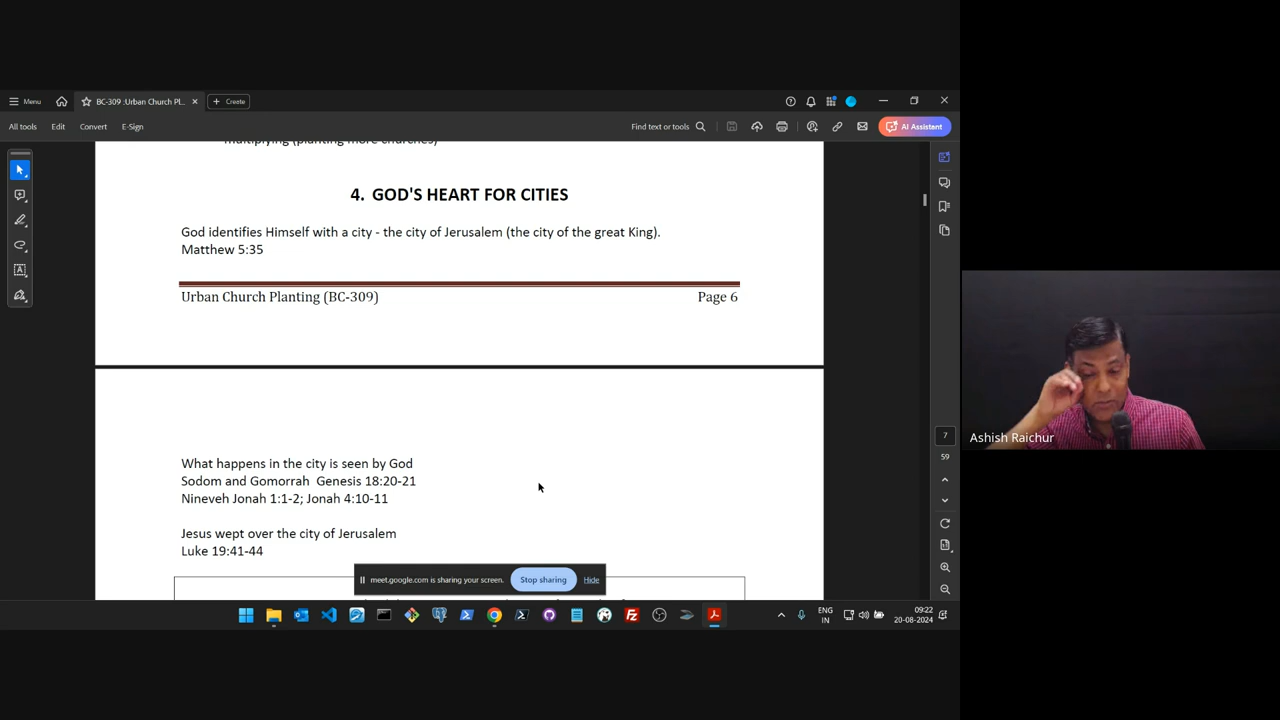 Menu
BC-309 :Urban Church Pl...
Create
All tools
Edit
Convert
E-Sign
Find text or tools
AI Assistant
multiplying (planting more churches)
4. GOD'S HEART FOR CITIES
God identifies Himself with a city - the city of Jerusalem (the city of the great King).
Matthew 5:35
Urban Church Planting (BC-309)
Page 6
What happens in the city is seen by God
Sodom and Gomorrah  Genesis 18:20-21
Nineveh Jonah 1:1-2; Jonah 4:10-11
Jesus wept over the city of Jerusalem
Luke 19:41-44
meet.google.com is sharing your screen.
Stop sharing
Hide
7
59
Ashish Raichur
ENG
IN
09:22
20-08-2024